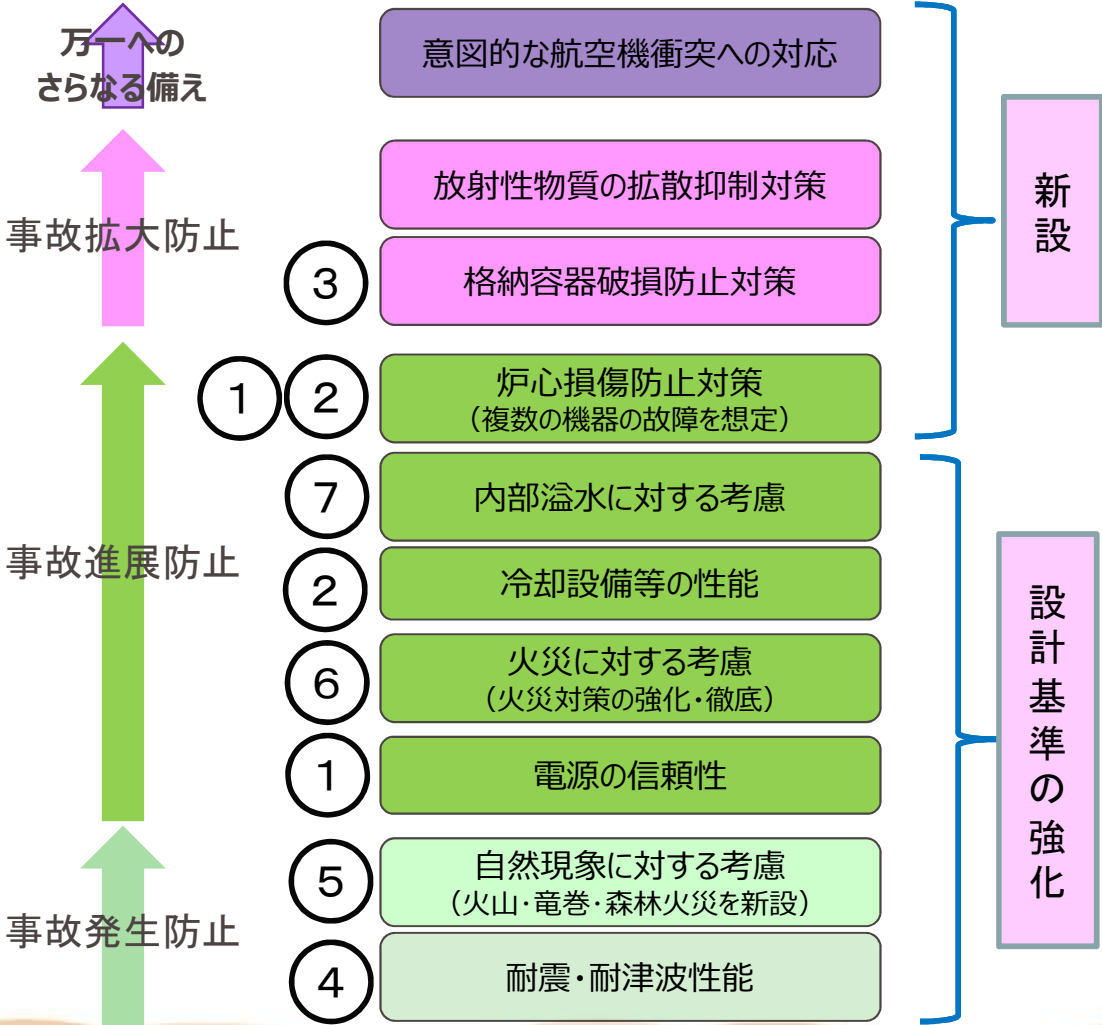 万一への
さらなる備え
意図的な航空機衝突への対応
放射性物質の拡散抑制対策
事故拡大防止
③
格納容器破損防止対策
新設
①
②
炉心損傷防止対策
（複数の機器の故障を想定）
⑦
内部溢水に対する考慮
事故進展防止
②
冷却設備等の性能
⑥
火災に対する考慮
（火災対策の強化・徹底）
①
電源の信頼性
設計基準の強化
⑤
自然現象に対する考慮
（火山・竜巻・森林火災を新設）
事故発生防止
④
耐震・耐津波性能